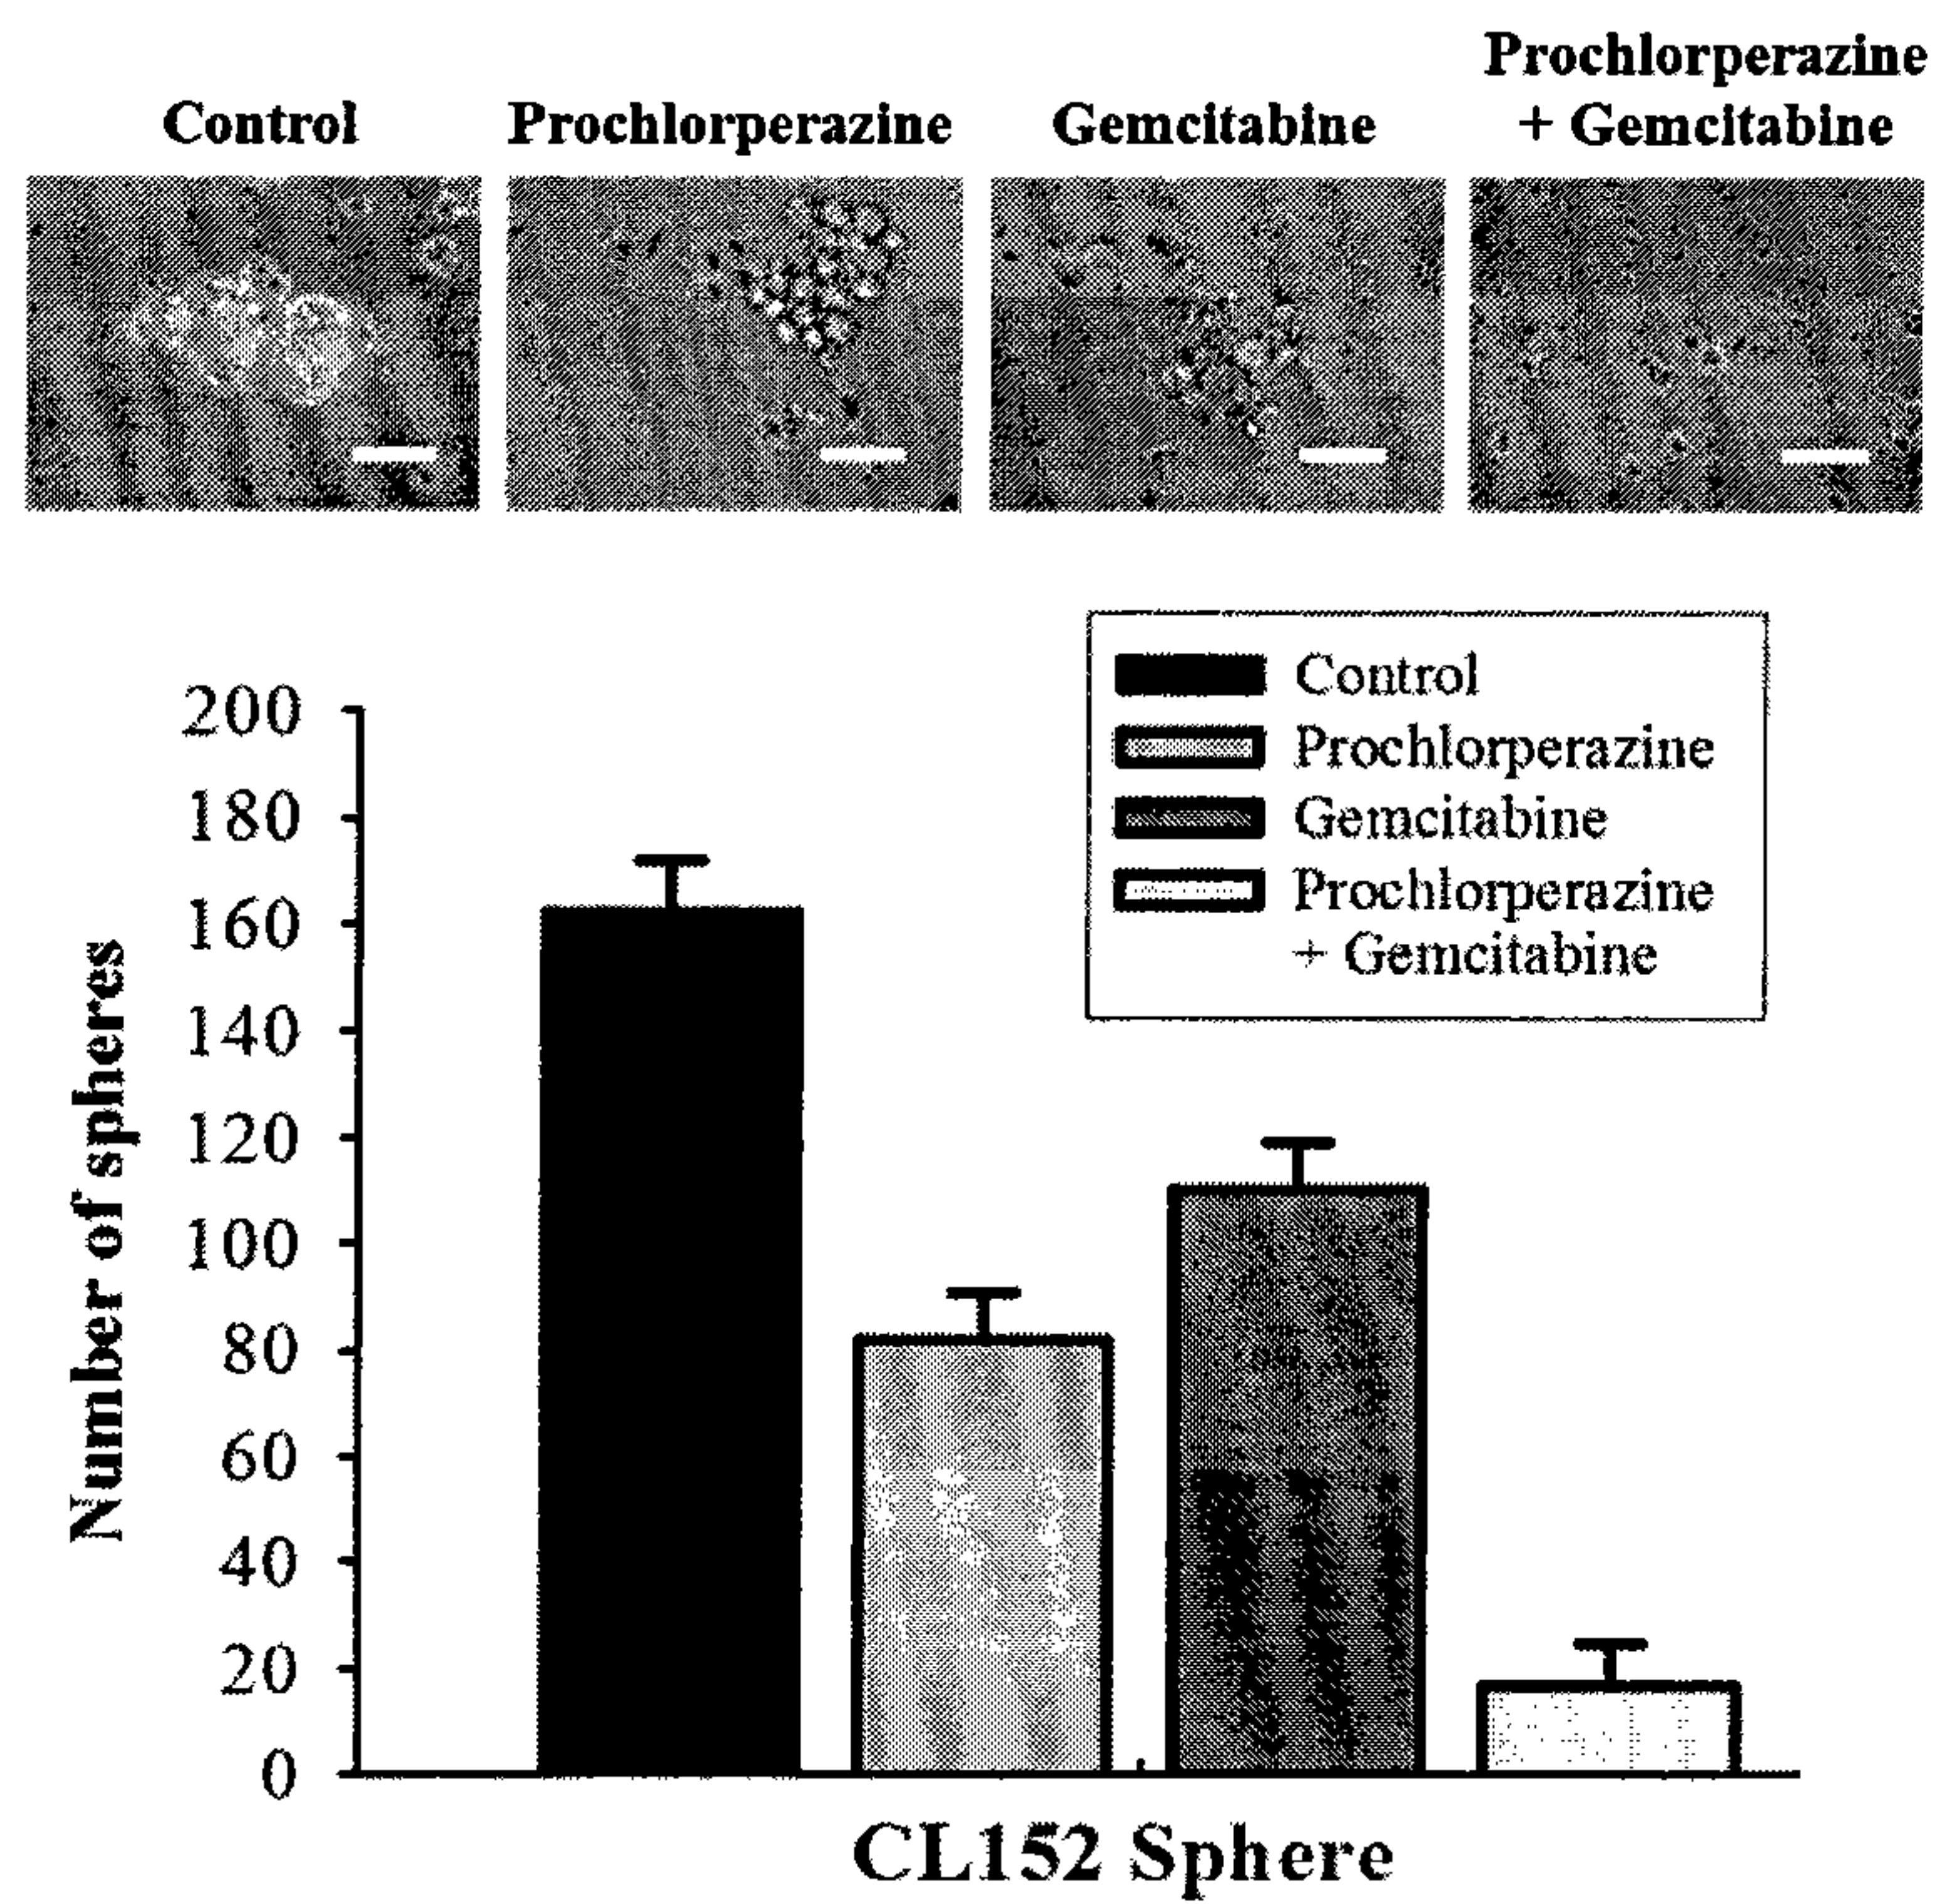 Control
Prochlorperazine
Gemcitabine
Prochlorperazine
+ Gemcitabine
Control
Prochlorperazine
Gemcitabine
Prochlorperazine
+ Gemcitabine
Number of spheres
200
180
160
140
120
100
80
60
40
20
0
CL152 Sphere